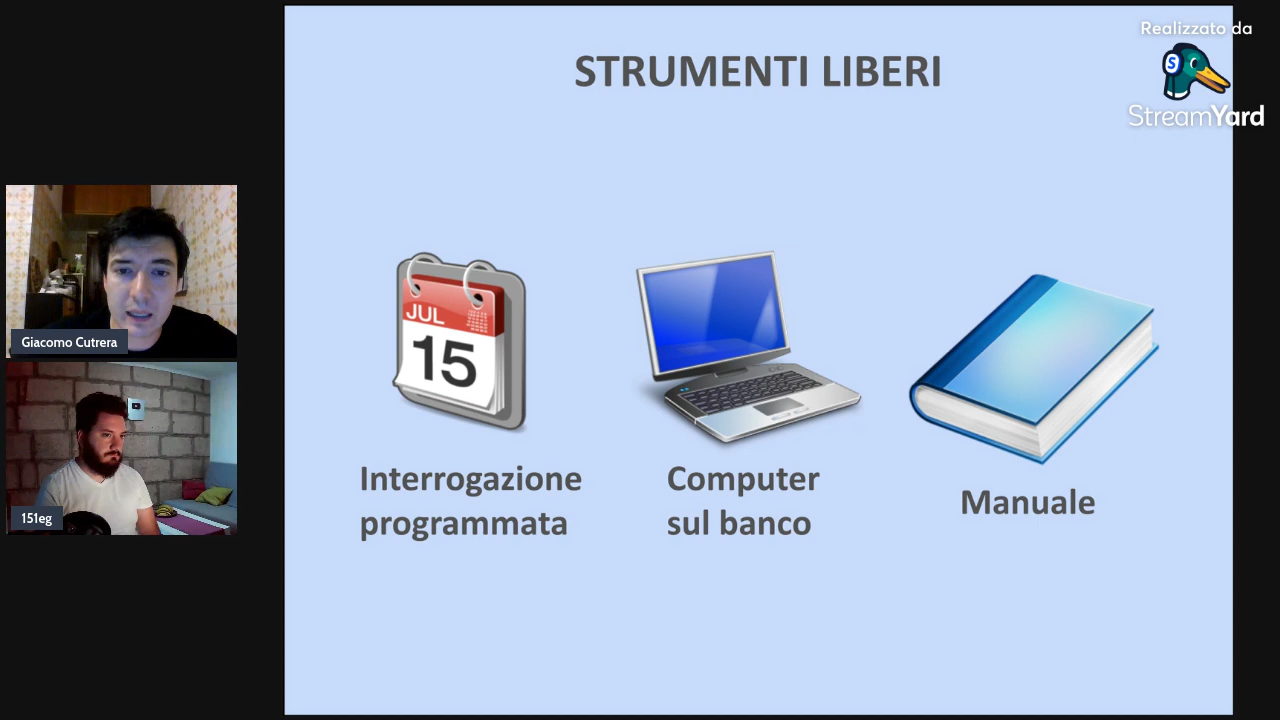 STRUMENTI LIBERI
Realizzato da
StreamYard
Giacomo Cutrera
151eg
JUL
15
Interrogazione
programmata
Computer
sul banco
Manuale